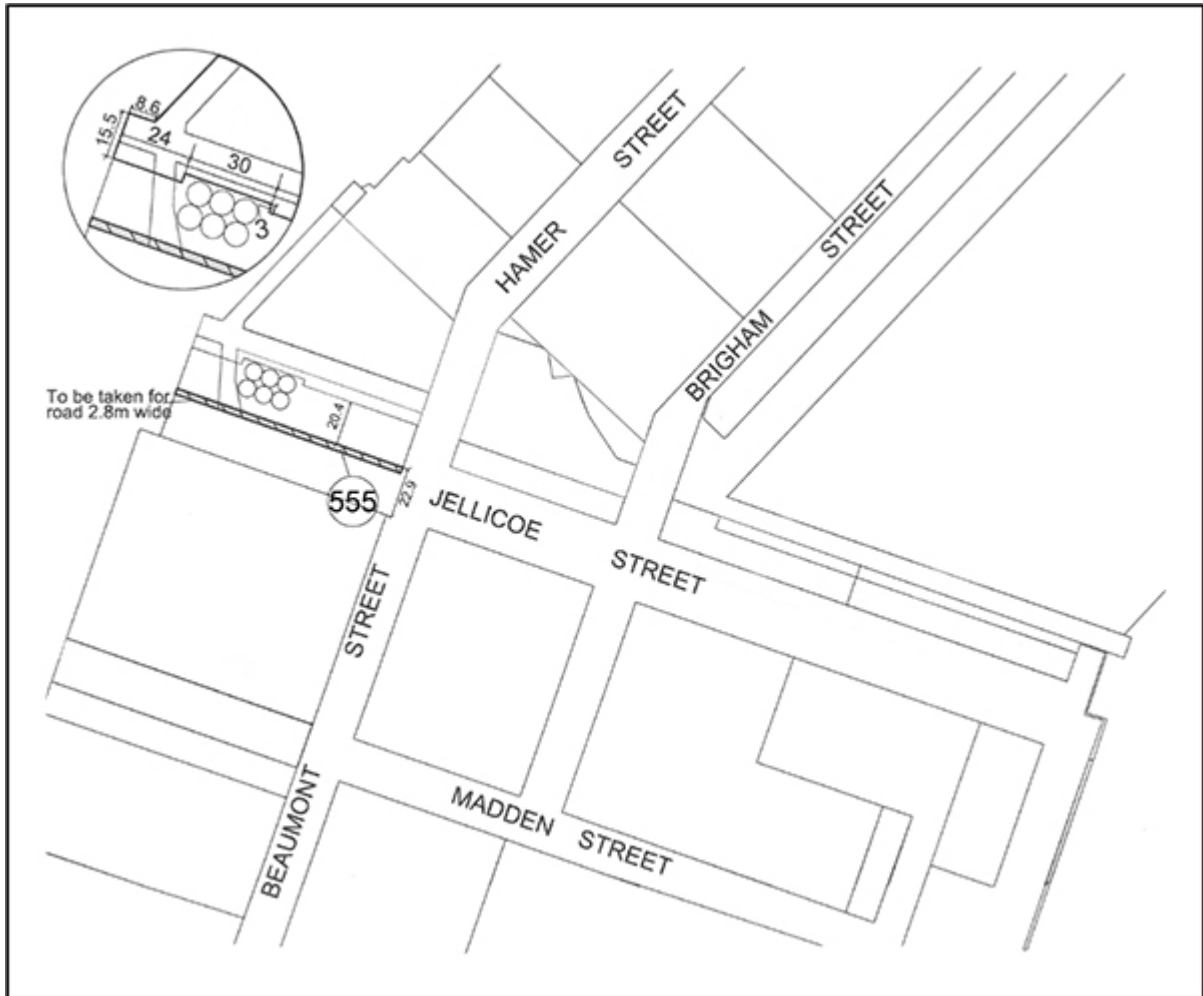 8.6
15.5
24
30
3
HAMER STREET
BRIGHAM STREET
To be taken for
road 2.8m wide
20.4
22.9
555
JELLICOE STREET
BEAUMONT STREET
MADDEN STREET